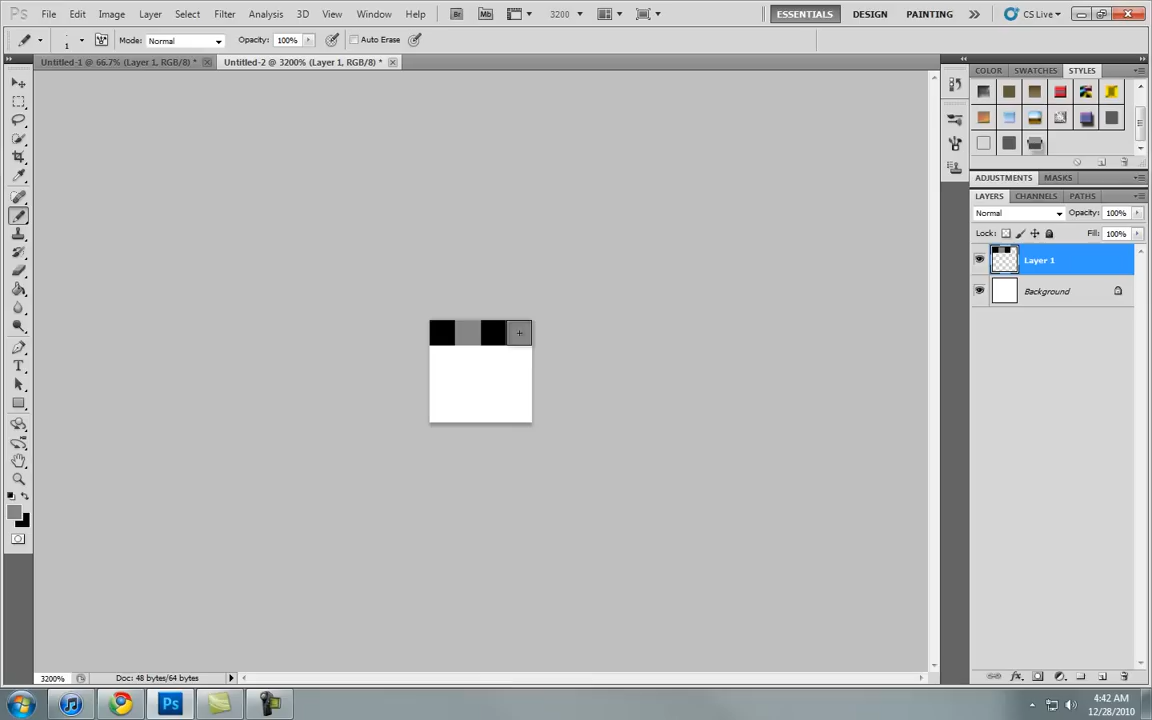 Ps File Edit Image Layer Select Filter Analysis 3D View Window Help Br Mb 3200 ESSENTIALS DESIGN PAINTING CS Live
1 Mode: Normal Opacity: 100% Auto Erase
Untitled-1 @ 66.7% (Layer 1, RGB/8) * Untitled-2 @ 3200% (Layer 1, RGB/8) *
COLOR SWATCHES STYLES
ADJUSTMENTS MASKS
LAYERS CHANNELS PATHS
Normal Opacity: 100%
Lock: Fill: 100%
Layer 1
Background
T
fx
3200% Doc: 48 bytes/64 bytes
Ps
4:42 AM
12/28/2010